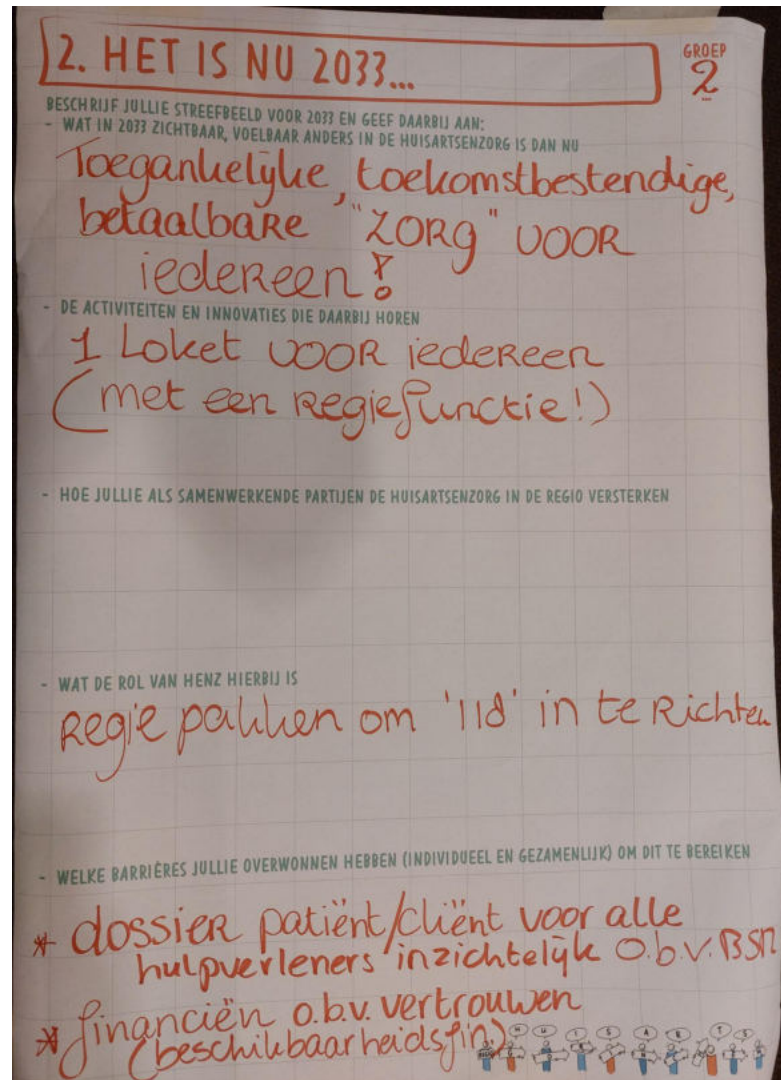 2. HET IS NU 2033...
GROEP
2
BESCHRIJF JULLIE STREEFBEELD VOOR 2033 EN GEEF DAARBIJ AAN:
- WAT IN 2033 ZICHTBAAR, VOELBAAR ANDERS IN DE HUISARTSENZORG IS DAN NU
Toegankelijke, toekomstbestendige,
betaalbare "ZORG" VOOR
iedereen!
- DE ACTIVITEITEN EN INNOVATIES DIE DAARBIJ HOREN
1 Loket VOOR iedereen
(met een Regiefunctie!)
- HOE JULLIE ALS SAMENWERKENDE PARTIJEN DE HUISARTSENZORG IN DE REGIO VERSTERKEN
- WAT DE ROL VAN HENZ HIERBIJ IS
Regie pakken om '118' in te Richten
- WELKE BARRIÈRES JULLIE OVERWONNEN HEBBEN (INDIVIDUEEL EN GEZAMENLIJK) OM DIT TE BEREIKEN
* dossier patiënt/cliënt voor alle
hulpverleners inzichtelijk O.b.v. BSN
* financiën o.b.v. vertrouwen
(beschikbaarheidsfin)
H U I S A R T S